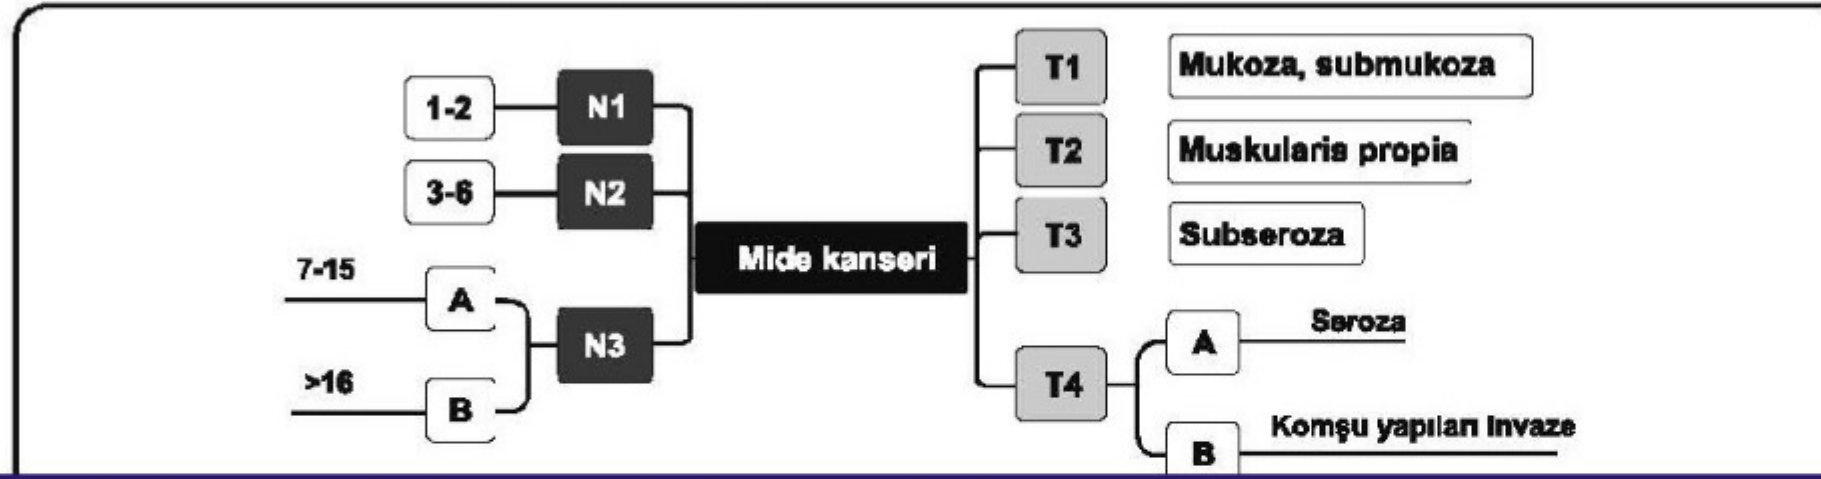 1-2
N1
3-6
N2
7-15
A
>16
B
N3
Mide kanseri
T1
Mukoza, submukoza
T2
Muskularis propia
T3
Subseroza
T4
A
Seroza
B
Komşu yapıları invaze